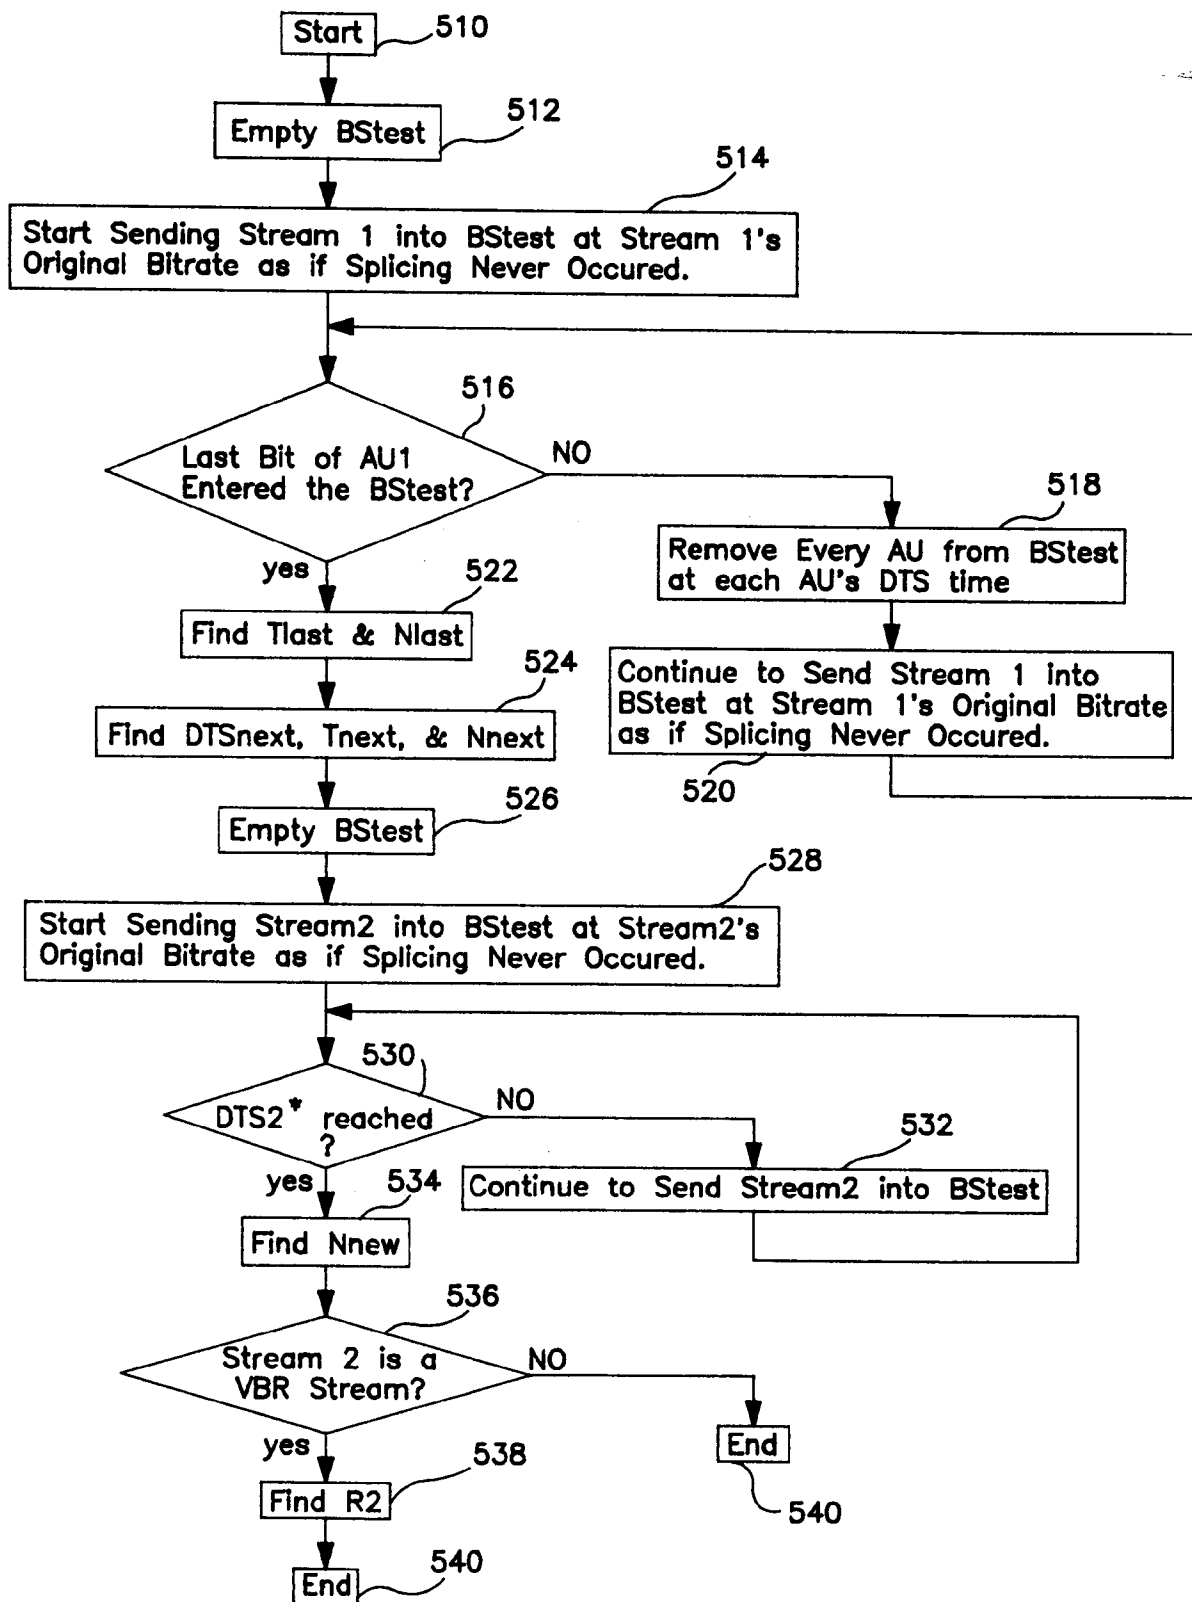 Start
510
Empty BStest
512
514
Start Sending Stream 1 into BStest at Stream 1's
Original Bitrate as if Splicing Never Occured.
516
Last Bit of AU1
Entered the BStest?
NO
yes
518
Remove Every AU from BStest
at each AU's DTS time
522
Find Tlast & Nlast
Continue to Send Stream 1 into
BStest at Stream 1's Original Bitrate
as if Splicing Never Occured.
520
524
Find DTSnext, Tnext, & Nnext
526
Empty BStest
528
Start Sending Stream2 into BStest at Stream2's
Original Bitrate as if Splicing Never Occured.
530
DTS2* reached
?
NO
yes
532
Continue to Send Stream2 into BStest
534
Find Nnew
536
Stream 2 is a
VBR Stream?
NO
yes
End
540
538
Find R2
End
540